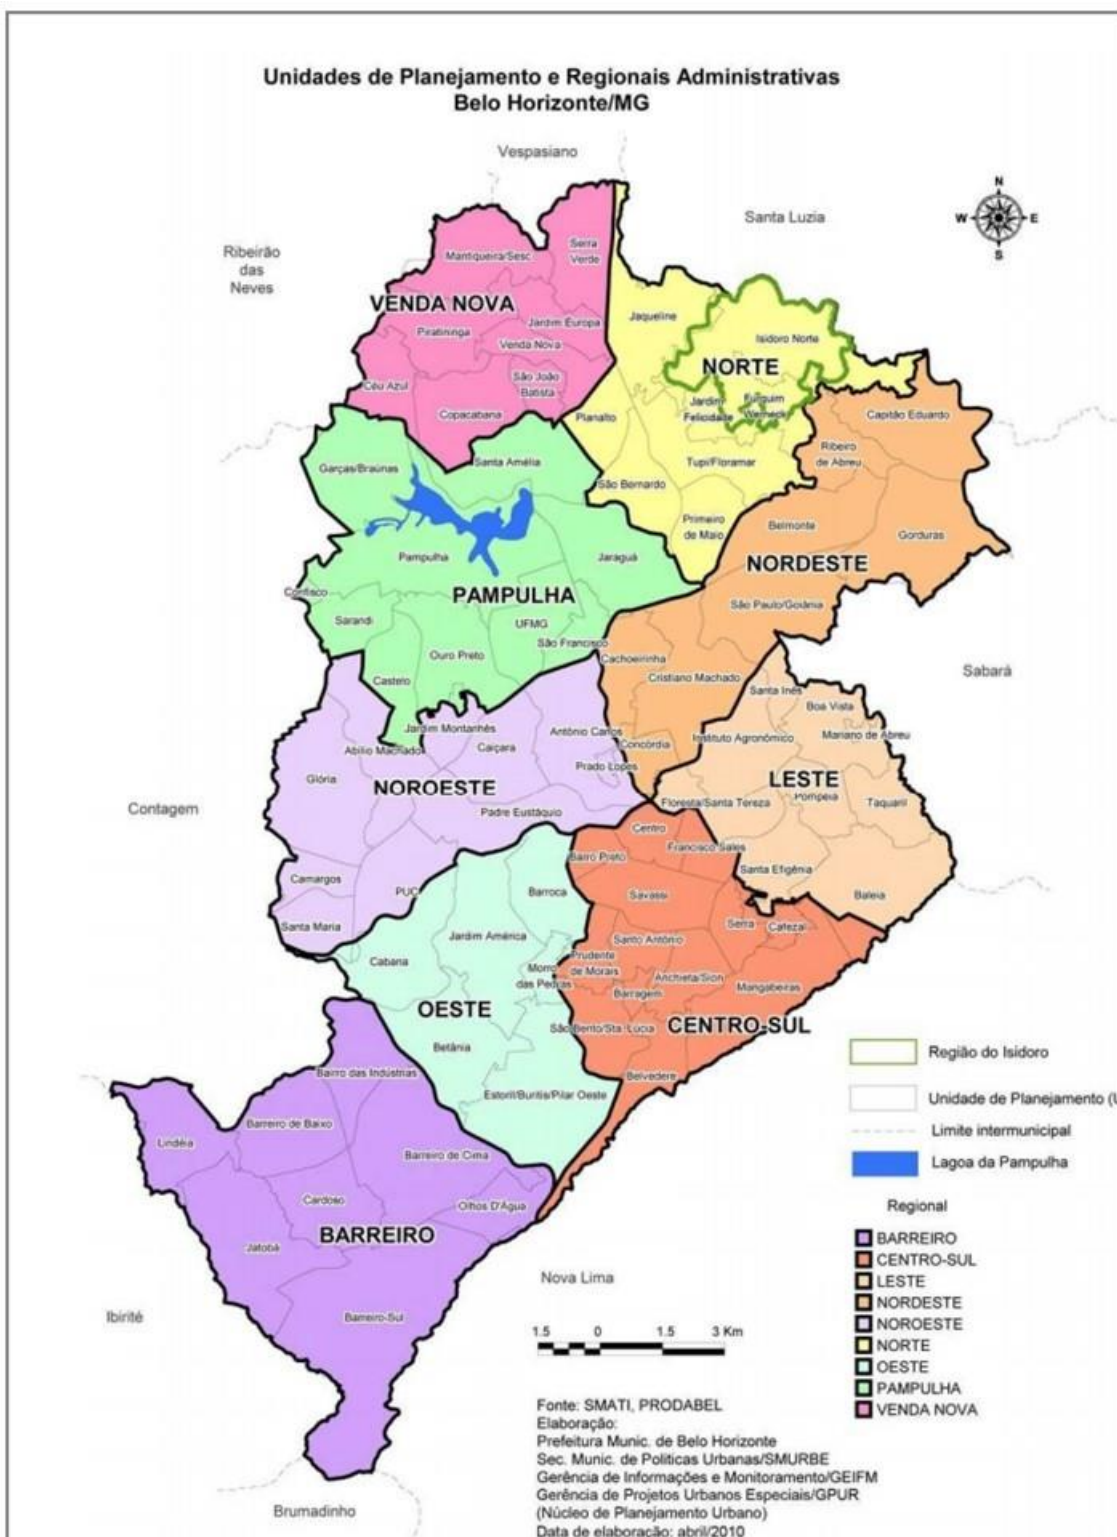 Unidades de Planejamento e Regionais Administrativas
Belo Horizonte/MG
Vespasiano
N
W
E
S
Santa Luzia
Ribeirão
das
Neves
Serra
Verde
Mantiqueira/Sesc
VENDA NOVA
Jaqueline
Jardim Europa
Piratininga
Venda Nova
Isidoro Norte
NORTE
São João
Batista
Céu Azul
Copacabana
Planalto
Jardim
Felicidade
Furquim
Werneck
Capitão Eduardo
Ribeiro
de Abreu
Garças/Braúnas
Santa Amélia
Tupi/Floramar
São Bernardo
Primeiro
de Maio
Belmonte
Gorduras
Pampulha
Jaraguá
NORDESTE
Confisco
PAMPULHA
São Paulo/Goiânia
Sarandi
UFMG
São Francisco
Ouro Preto
Cachoeirinha
Cristiano Machado
Sabará
Castelo
Santa Inês
Boa Vista
Jardim Montanhês
Antônio Carlos
Instituto Agronômico
Mariano de Abreu
Abílio Machado
Caiçara
Concórdia
Glória
Prado Lopes
LESTE
NOROESTE
Pompéia
Taquaril
Contagem
Padre Eustáquio
Floresta/Santa Tereza
Centro
Francisco Sales
Bairro Preto
Santa Efigênia
Camargos
PUC
Barroca
Savassi
Baleia
Santa Maria
Serra
Cafezal
Jardim América
Santo Antônio
Cabana
Prudente
de Morais
Morro
das Pedras
Anchieta/Sion
Mangabeiras
Barragem
OESTE
São Bento/Sta. Lúcia
CENTRO-SUL
Betânia
Região do Isidoro
Bairro das Indústrias
Belvedere
Estoril/Buritis/Pilar Oeste
Unidade de Planejamento (U
Barreiro de Baixo
Limite intermunicipal
Lindéia
Barreiro de Cima
Lagoa da Pampulha
Cardoso
Olhos D'Água
Regional
BARREIRO
Jatobá
BARREIRO
CENTRO-SUL
LESTE
NORDESTE
NOROESTE
NORTE
OESTE
PAMPULHA
VENDA NOVA
Nova Lima
Ibirité
Barreiro-Sul
1.5 0 1.5 3 Km
Fonte: SMATI, PRODABEL
Elaboração:
Prefeitura Munic. de Belo Horizonte
Sec. Munic. de Politicas Urbanas/SMURBE
Gerência de Informações e Monitoramento/GEIFM
Gerência de Projetos Urbanos Especiais/GPUR
(Núcleo de Planejamento Urbano)
Data de elaboração: abril/2010
Brumadinho